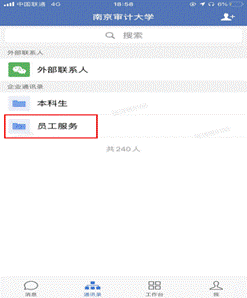 中国联通 4G 18:58
南京审计大学
搜索
外部联系人
外部联系人
企业通讯录
本科生
员工服务
共240人
消息 通讯录 工作台 我